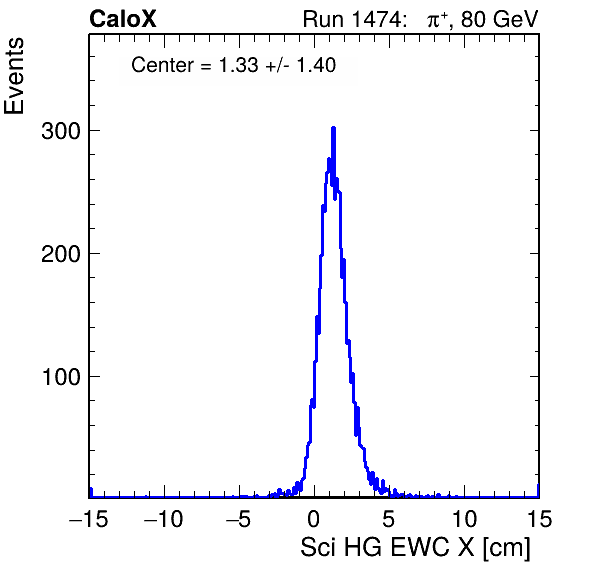 CaloX Run 1474: π+, 80 GeV
Center = 1.33 +/- 1.40
Events
300
200
100
−15 −10 −5 0 5 10 15
Sci HG EWC X [cm]